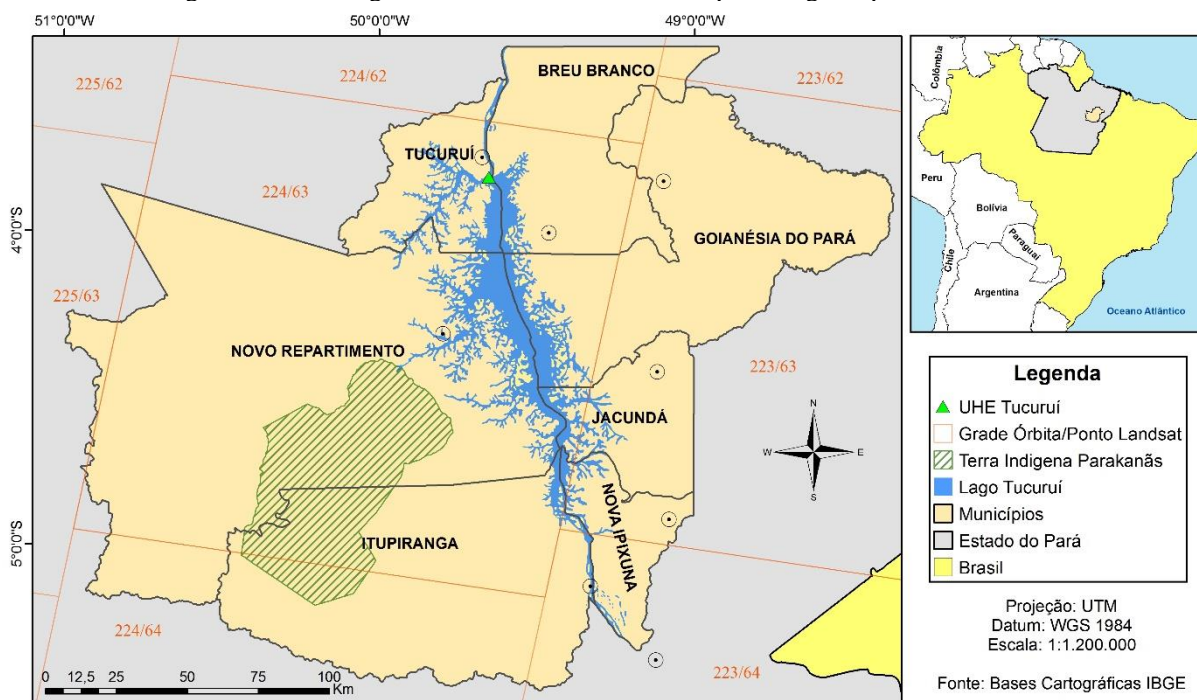 51°0'0"W
50°0'0"W
49°0'0"W
4°0'0"S
5°0'0"S
225/62
224/62
223/62
BREU BRANCO
TUCURUÍ
224/63
GOIANÉSIA DO PARÁ
225/63
NOVO REPARTIMENTO
223/63
JACUNDÁ
N
W
E
S
NOVA IPIXUNA
ITUPIRANGA
224/64
223/64
0 12,5 25 50 75 100
Km
Colômbia
Peru
Brasil
Bolívia
Paraguai
Chile
Argentina
Oceano Atlântico
Legenda
UHE Tucuruí
Grade Órbita/Ponto Landsat
Terra Indigena Parakanãs
Lago Tucuruí
Municípios
Estado do Pará
Brasil
Projeção: UTM
Datum: WGS 1984
Escala: 1:1.200.000
Fonte: Bases Cartográficas IBGE